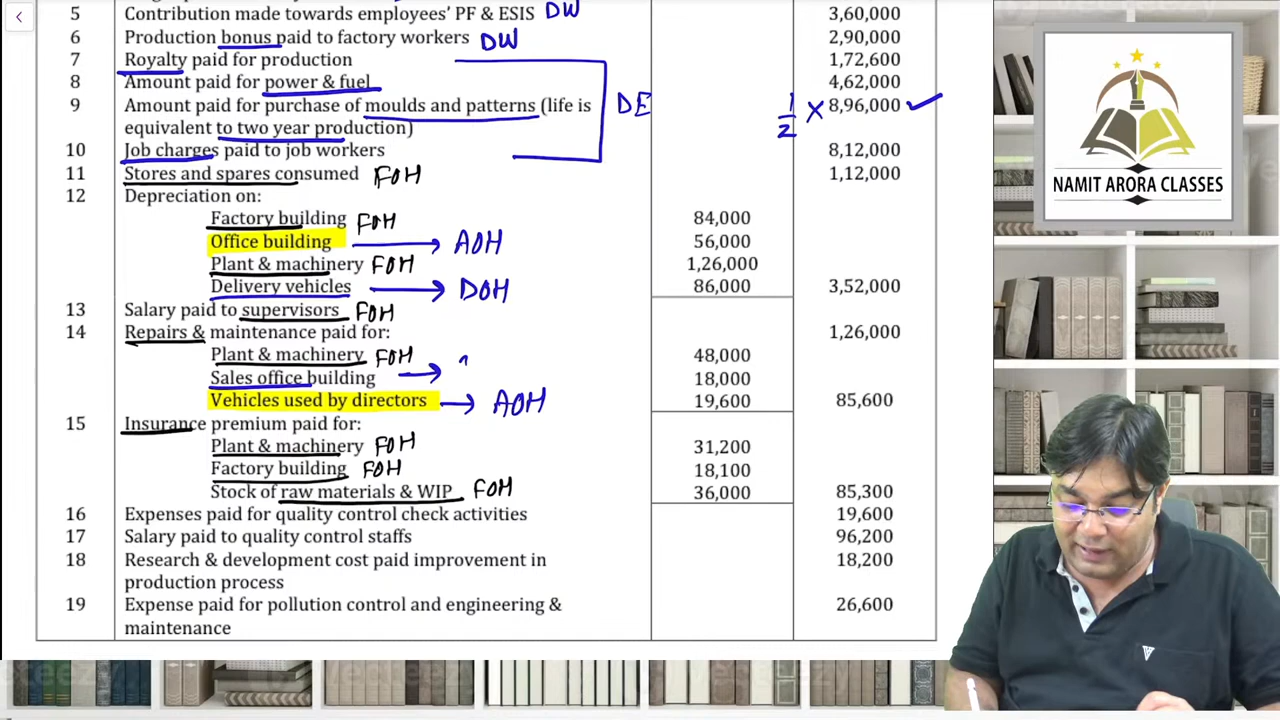 5 Contribution made towards employees' PF & ESIS DW 3,60,000
6 Production bonus paid to factory workers DW 2,90,000
7 Royalty paid for production 1,72,600
8 Amount paid for power & fuel 4,62,000
9 Amount paid for purchase of moulds and patterns (life is DE 1/2 × 8,96,000 ✓
equivalent to two year production)
10 Job charges paid to job workers 8,12,000
11 Stores and spares consumed FOH 1,12,000
12 Depreciation on:
Factory building FOH 84,000
Office building → AOH 56,000
Plant & machinery FOH 1,26,000
Delivery vehicles → DOH 86,000 3,52,000
13 Salary paid to supervisors FOH
14 Repairs & maintenance paid for: 1,26,000
Plant & machinery FOH 48,000
Sales office building → 18,000
Vehicles used by directors → AOH 19,600 85,600
15 Insurance premium paid for:
Plant & machinery FOH 31,200
Factory building FOH 18,100
Stock of raw materials & WIP FOH 36,000 85,300
16 Expenses paid for quality control check activities 19,600
17 Salary paid to quality control staffs 96,200
18 Research & development cost paid improvement in 18,200
production process
19 Expense paid for pollution control and engineering & 26,600
maintenance
NAMIT ARORA CLASSES